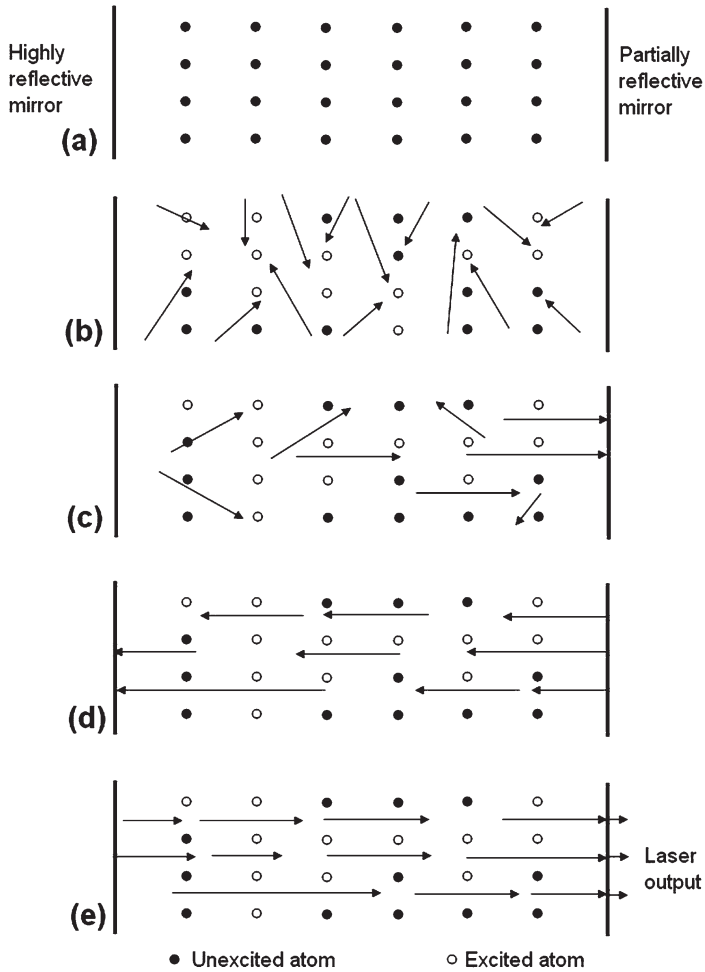 Highly
reflective
mirror
Partially
reflective
mirror
(a)
(b)
(c)
(d)
(e)
Laser
output
Unexcited atom
Excited atom